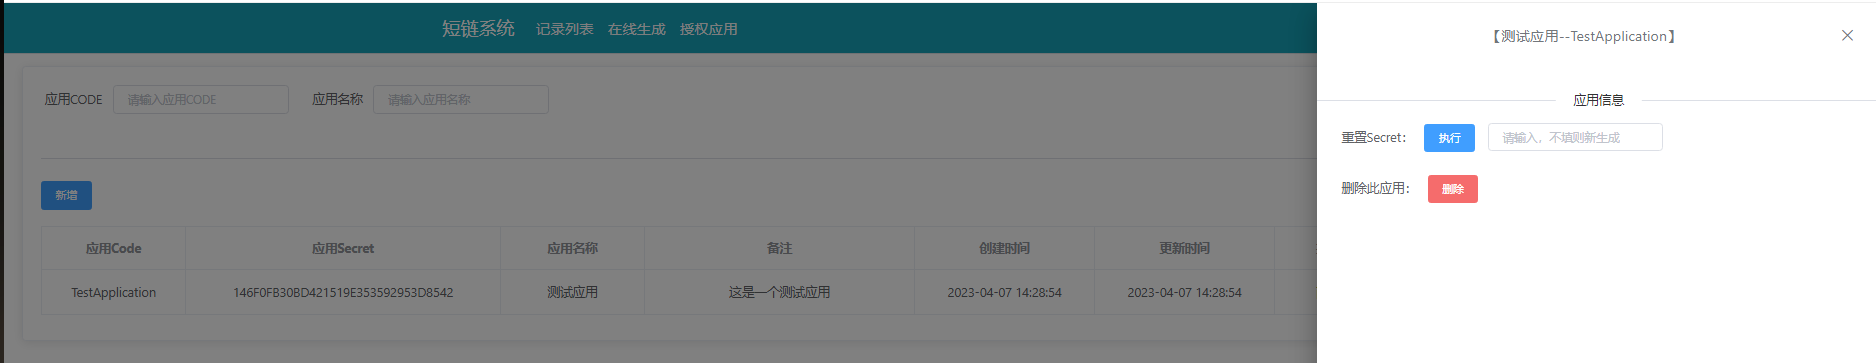 短链系统 记录列表 在线生成 授权应用
应用CODE 请输入应用CODE 应用名称 请输入应用名称
新增
应用Code 应用Secret 应用名称 备注 创建时间 更新时间
TestApplication 146F0FB30BD421519E353592953D8542 测试应用 这是一个测试应用 2023-04-07 14:28:54 2023-04-07 14:28:54
【测试应用--TestApplication】
应用信息
重置Secret： 执行 请输入，不填则新生成
删除此应用： 删除